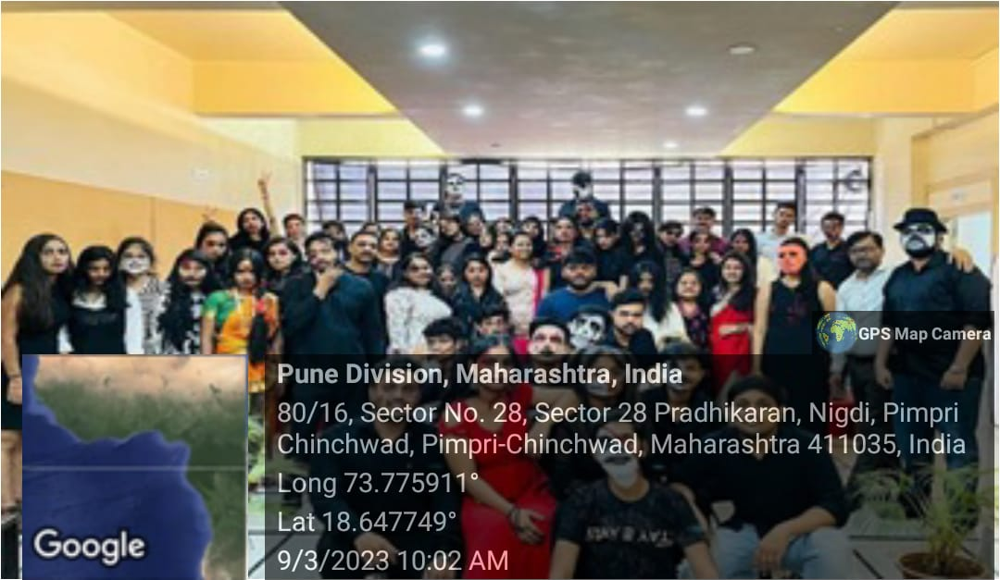 GPS Map Camera
Pune Division, Maharashtra, India
80/16, Sector No. 28, Sector 28 Pradhikaran, Nigdi, Pimpri
Chinchwad, Pimpri-Chinchwad, Maharashtra 411035, India
Long 73.775911°
Lat 18.647749°
9/3/2023 10:02 AM
Google